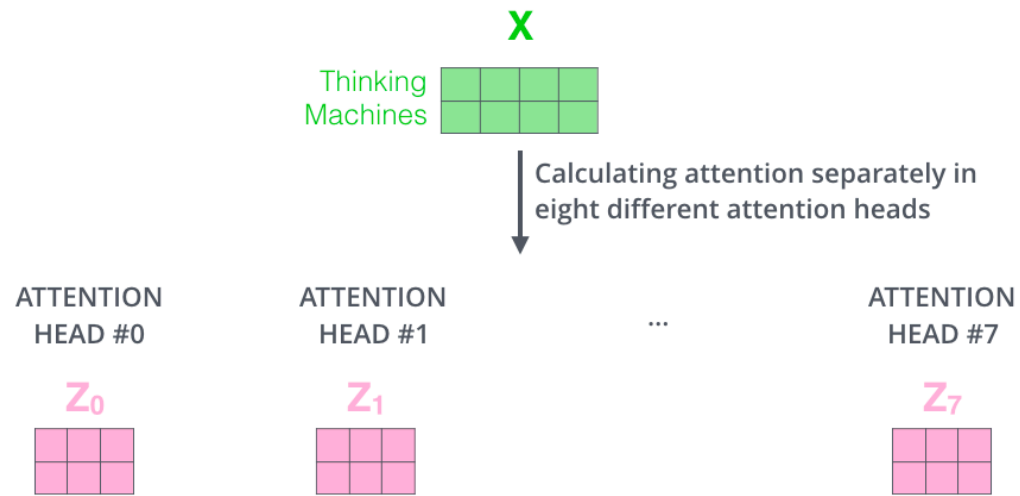 X
Thinking
Machines
Calculating attention separately in
eight different attention heads
ATTENTION
HEAD #0
ATTENTION
HEAD #1
...
ATTENTION
HEAD #7
Z0
Z1
Z7